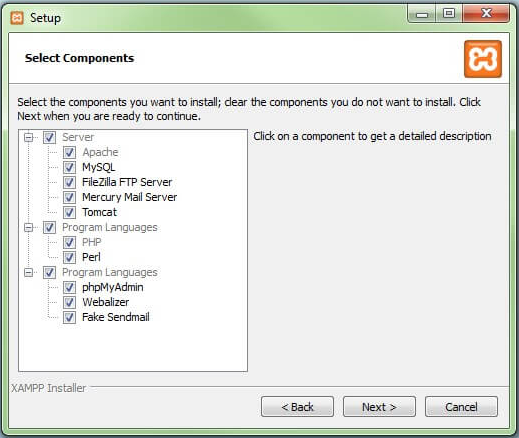 Setup
Select Components
Select the components you want to install; clear the components you do not want to install. Click
Next when you are ready to continue.
Server
Apache
MySQL
FileZilla FTP Server
Mercury Mail Server
Tomcat
Program Languages
PHP
Perl
Program Languages
phpMyAdmin
Webalizer
Fake Sendmail
Click on a component to get a detailed description
XAMPP Installer
< Back
Next >
Cancel